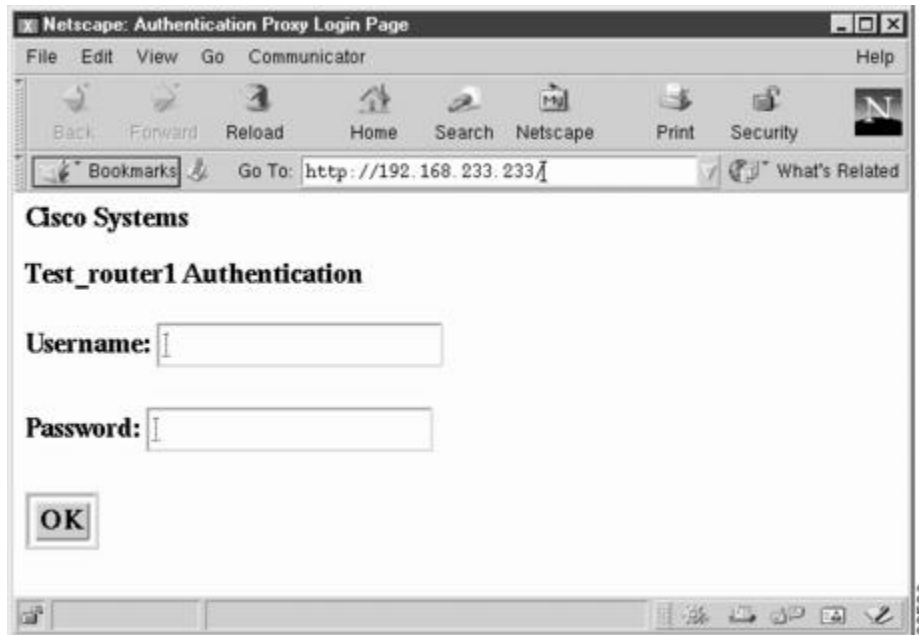 Netscape: Authentication Proxy Login Page
File Edit View Go Communicator Help
Back Forward Reload Home Search Netscape Print Security
My
N
Bookmarks Go To: http://192.168.233.233/ What's Related
Cisco Systems
Test_router1 Authentication
Username:
Password:
OK